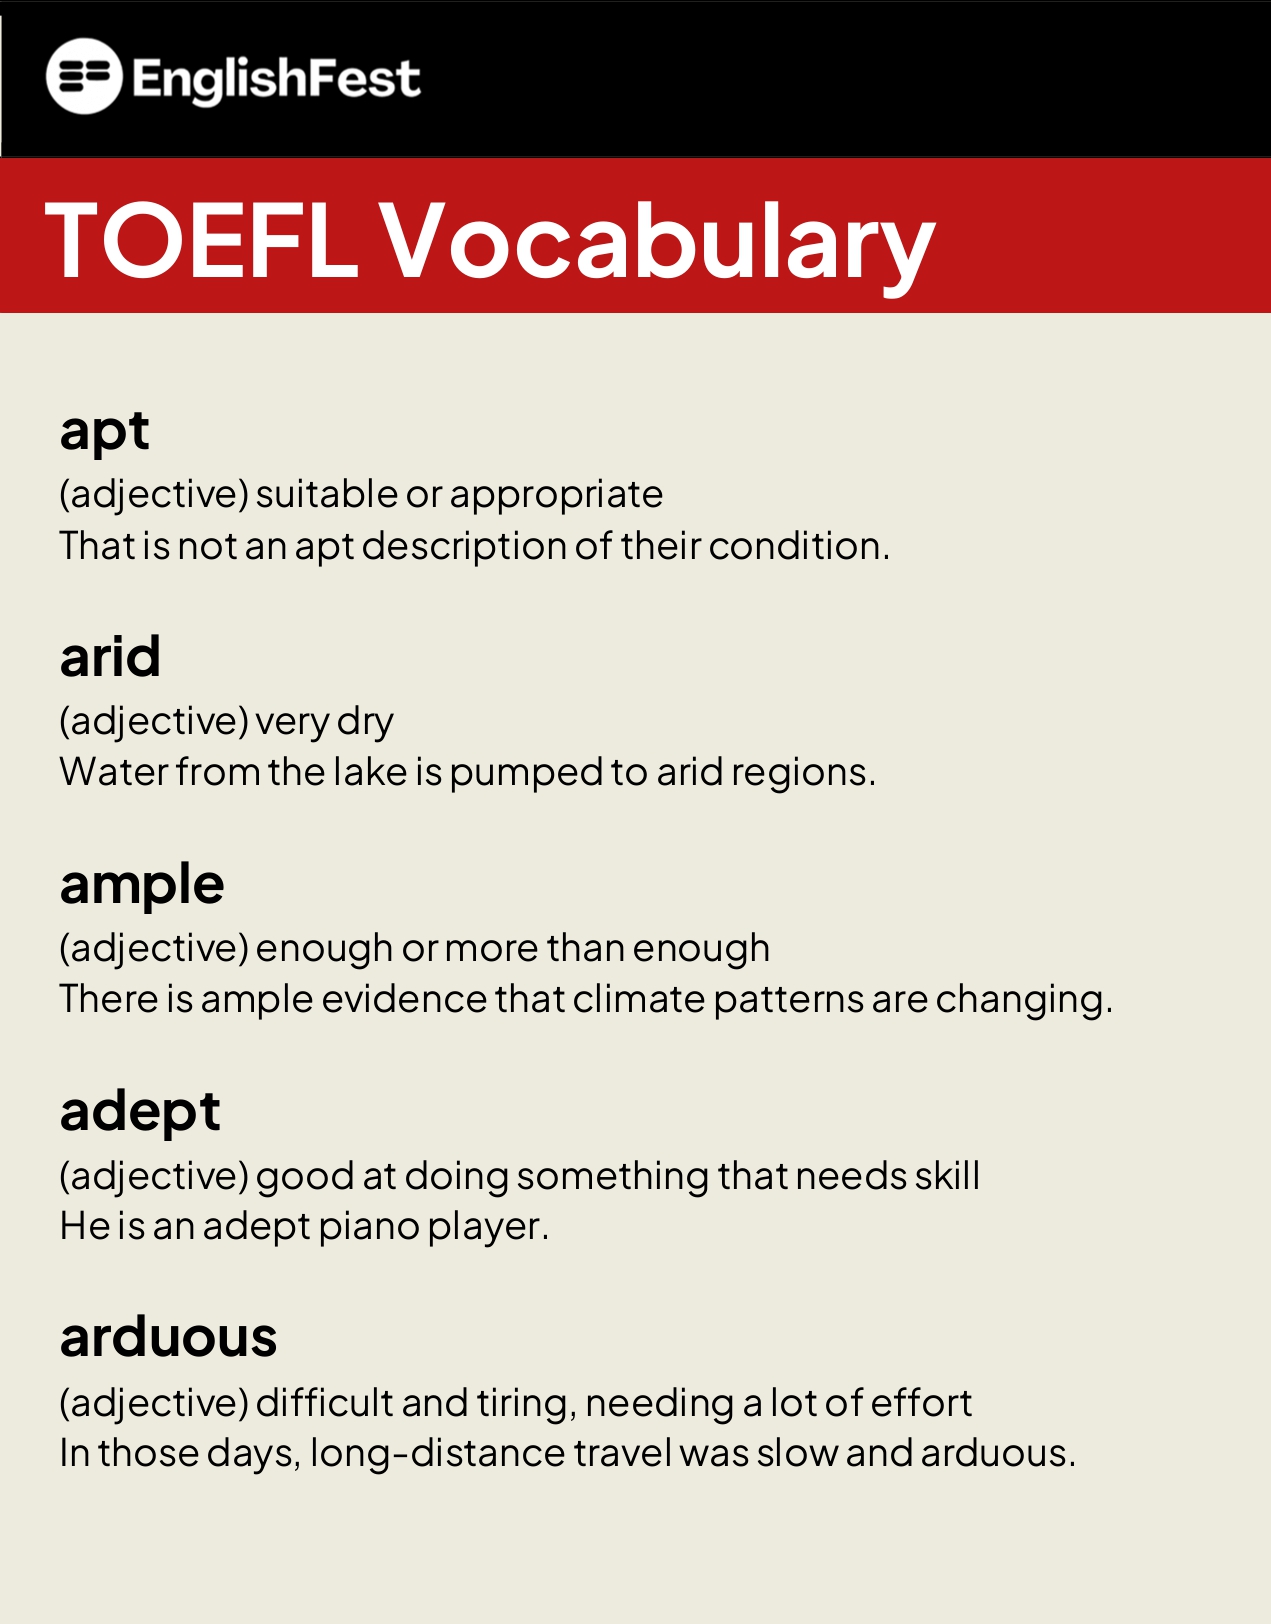 EnglishFest
TOEFL Vocabulary
apt
(adjective) suitable or appropriate
That is not an apt description of their condition.
arid
(adjective) very dry
Water from the lake is pumped to arid regions.
ample
(adjective) enough or more than enough
There is ample evidence that climate patterns are changing.
adept
(adjective) good at doing something that needs skill
He is an adept piano player.
arduous
(adjective) difficult and tiring, needing a lot of effort
In those days, long-distance travel was slow and arduous.